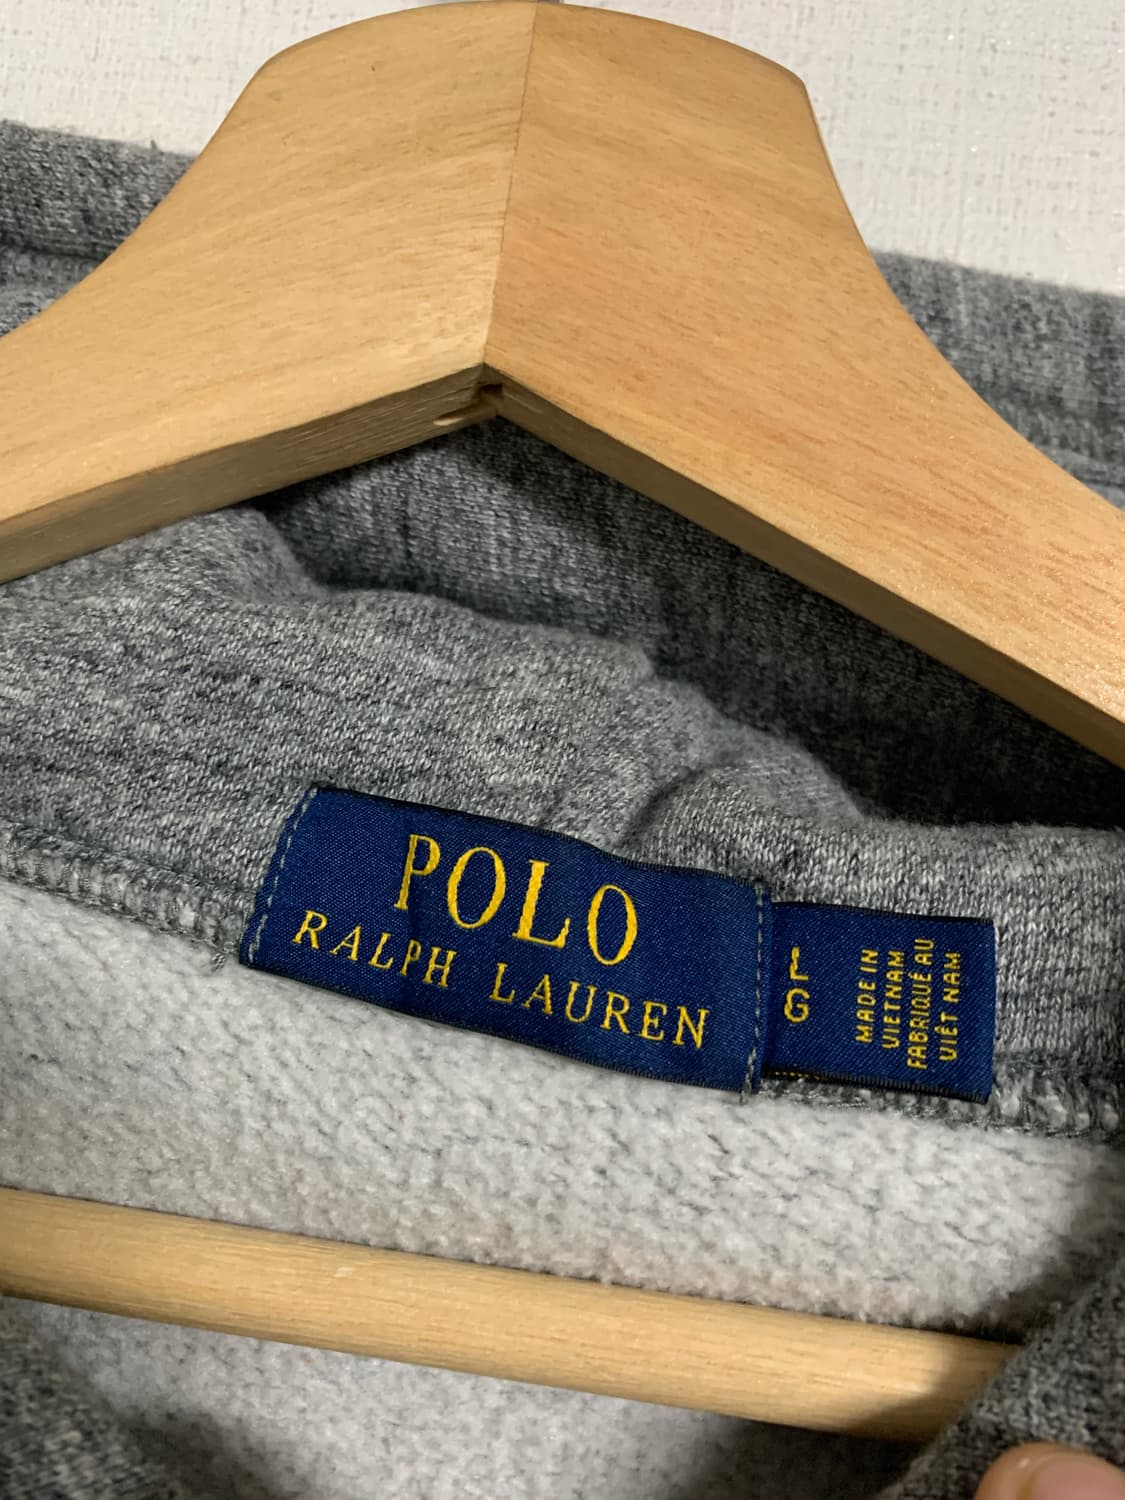 POLO
RALPH LAUREN
L
G
MADE IN
VIETNAM
FABRIQUÉ AU
VIÊT NAM